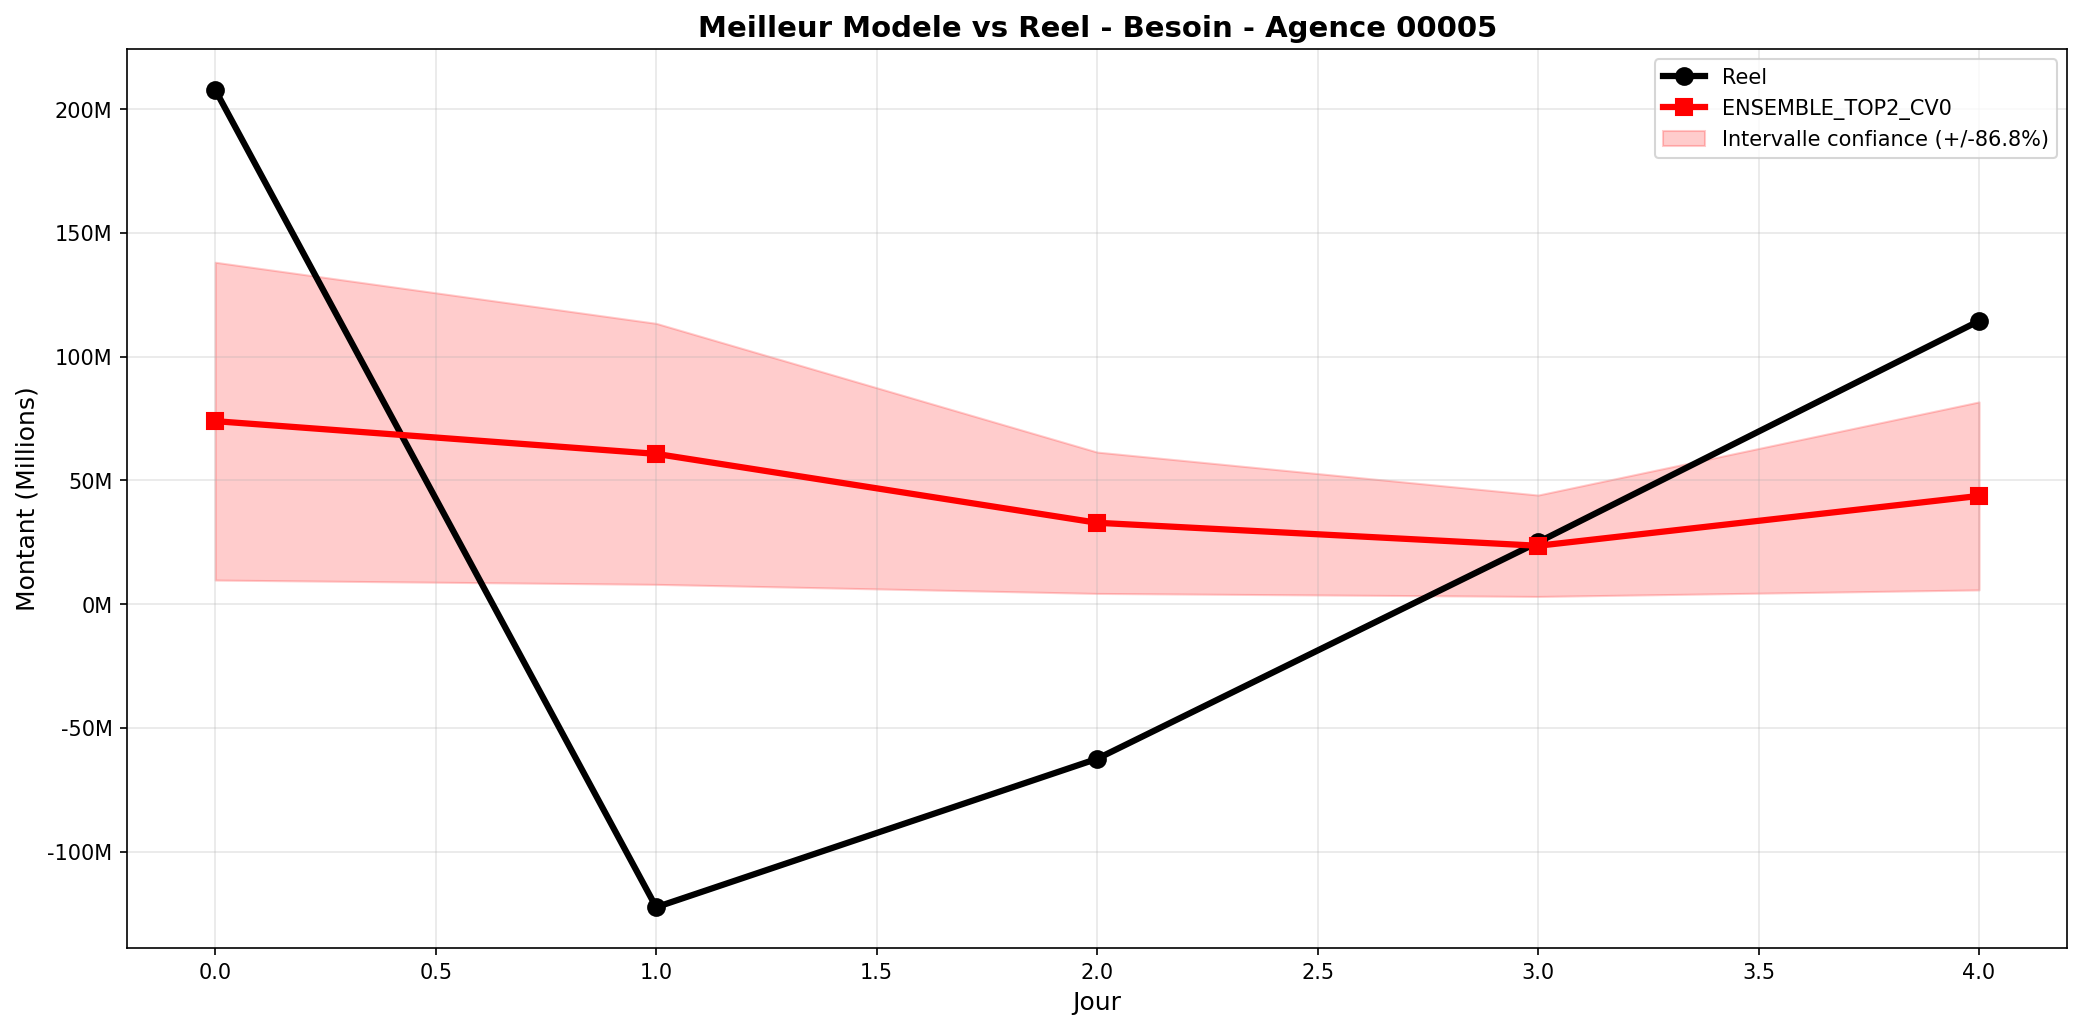 Meilleur Modele vs Reel - Besoin - Agence 00005
Reel
ENSEMBLE_TOP2_CV0
Intervalle confiance (+/-86.8%)
Montant (Millions)
200M
150M
100M
50M
0M
-50M
-100M
0.0 0.5 1.0 1.5 2.0 2.5 3.0 3.5 4.0
Jour